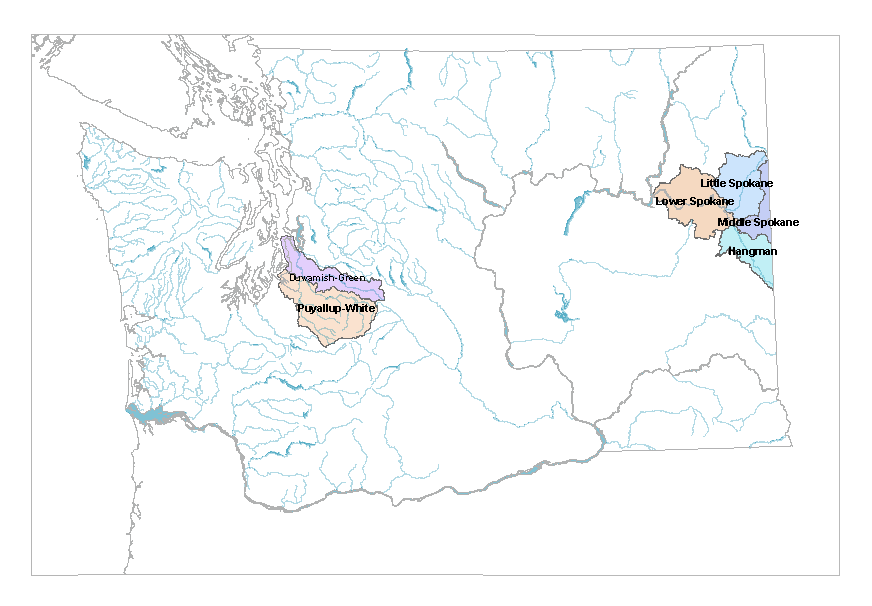 Little Spokane
Lower Spokane
Middle Spokane
Hangman
Duwamish-Green
Puyallup-White